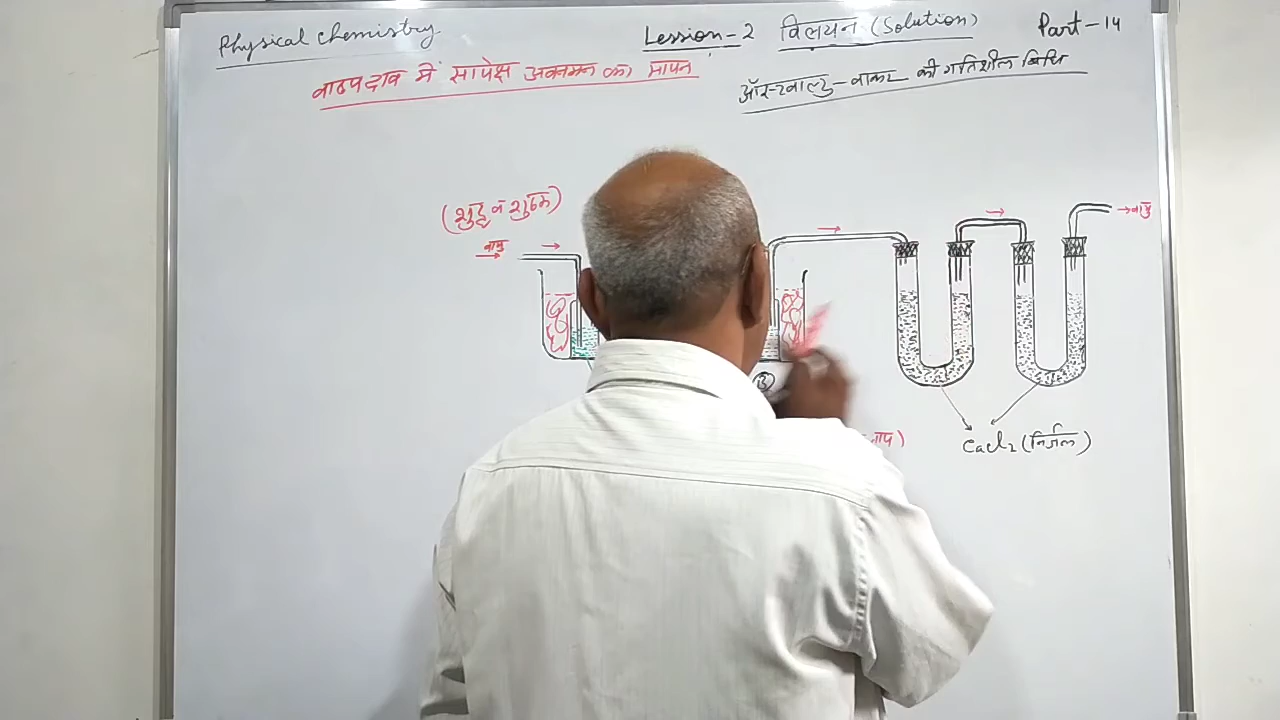 Physical chemistry
Lession-2 विलयन (Solution) Part-14
वाष्पदाब में सापेक्ष अवनमन का मापन
ऑस्टवाल्ड-वाकर की गतिशील विधि
(शुद्ध व शुष्क)
वायु
→वायु
B
ताप)
CaCl₂ (निर्जल)